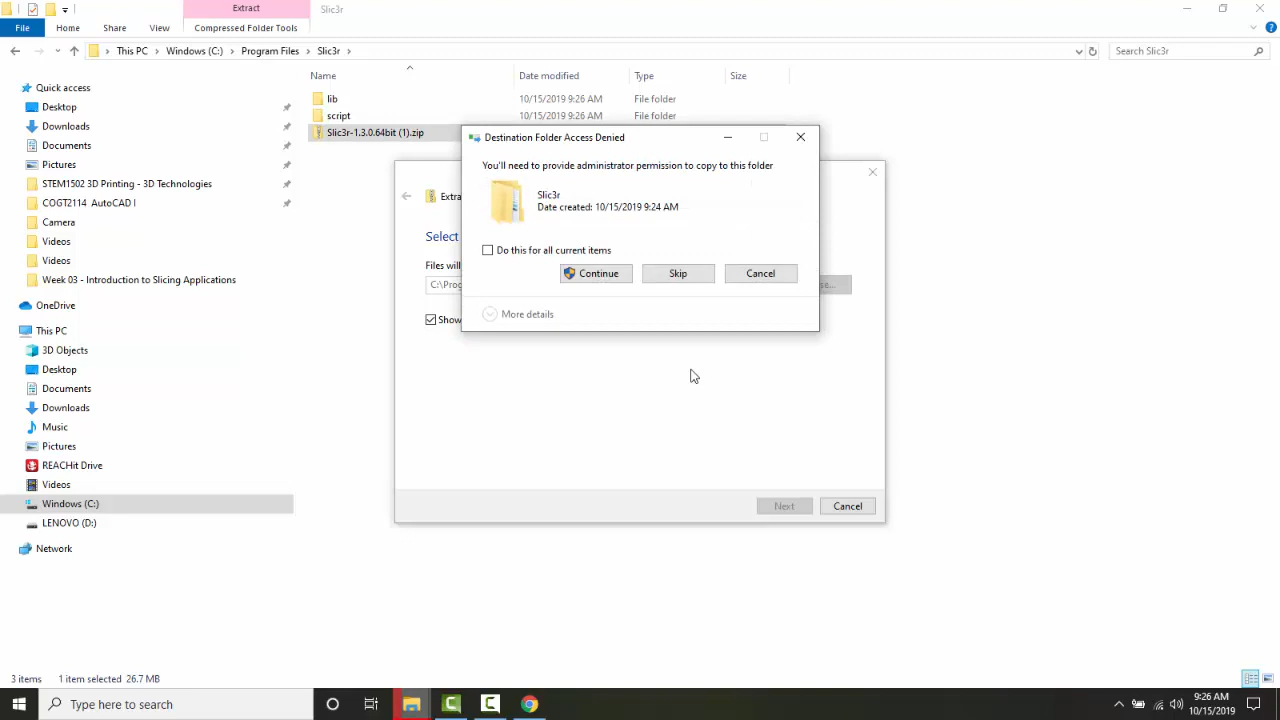 Extract
Slic3r
File
Home
Share
View
Compressed Folder Tools
This PC
Windows (C:)
Program Files
Slic3r
Search Slic3r
Name
Date modified
Type
Size
Quick access
Desktop
Downloads
Documents
Pictures
STEM1502 3D Printing - 3D Technologies
COGT2114 AutoCAD I
Camera
Videos
Videos
Week 03 - Introduction to Slicing Applications
OneDrive
This PC
3D Objects
Desktop
Documents
Downloads
Music
Pictures
REACHit Drive
Videos
Windows (C:)
LENOVO (D:)
Network
lib 10/15/2019 9:26 AM File folder
script 10/15/2019 9:26 AM File folder
Slic3r-1.3.0.64bit (1).zip
Destination Folder Access Denied
You'll need to provide administrator permission to copy to this folder
Slic3r
Date created: 10/15/2019 9:24 AM
Do this for all current items
Continue
Skip
Cancel
More details
Extra
Select
Files will
C:\Prog
se...
Show
Next
Cancel
3 items
1 item selected 26.7 MB
Type here to search
9:26 AM
10/15/2019